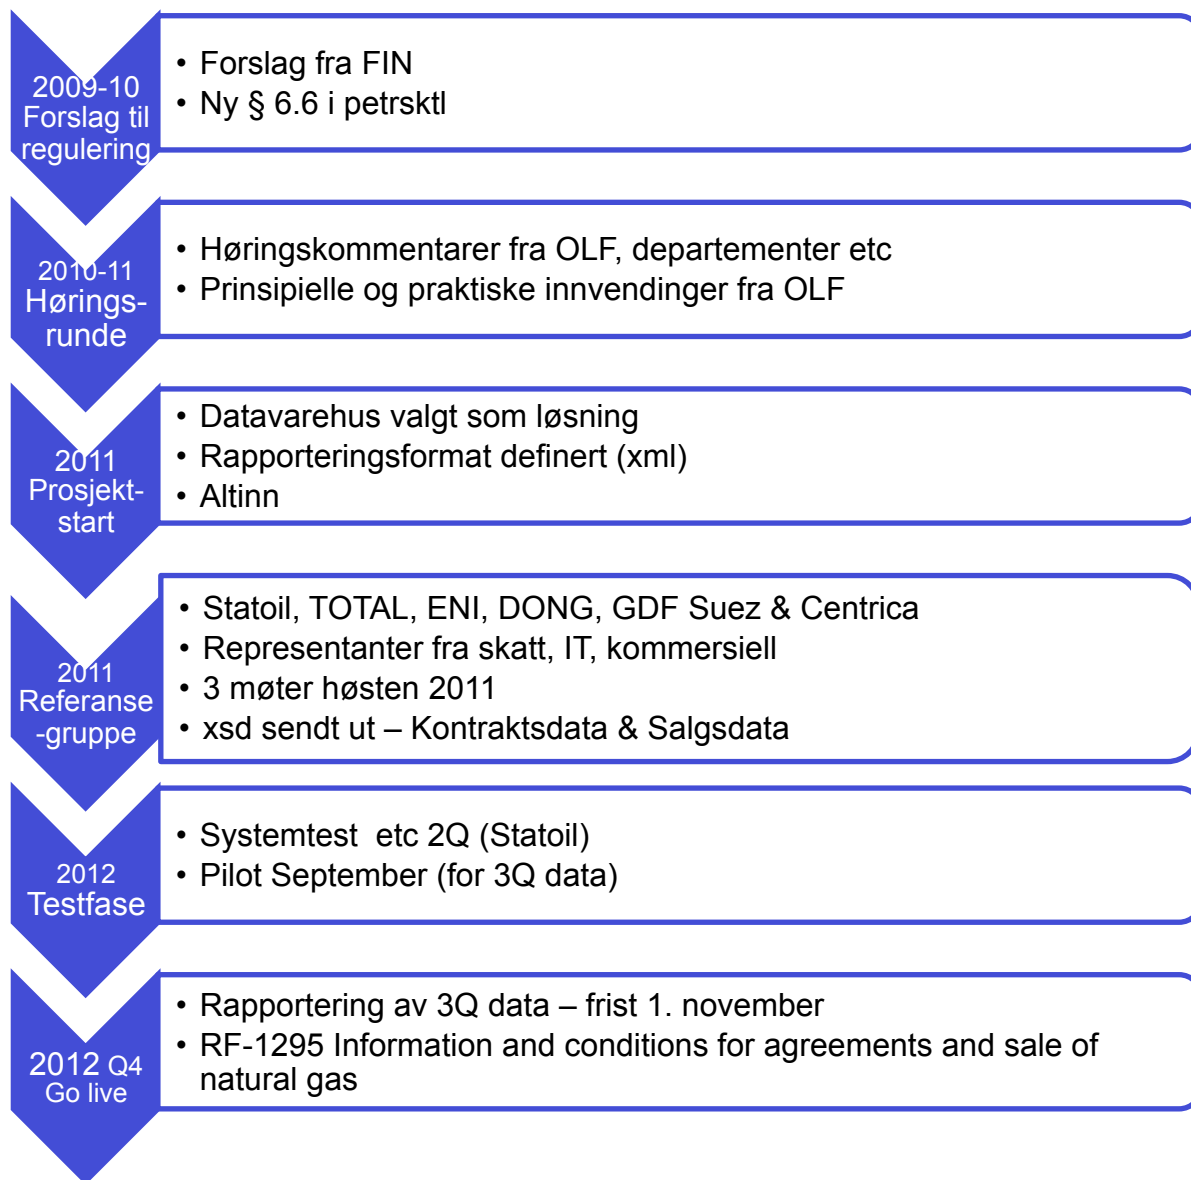 2009-10
Forslag til
regulering
• Forslag fra FIN
• Ny § 6.6 i petrsktl
2010-11
Hørings-
runde
• Høringskommentarer fra OLF, departementer etc
• Prinsipielle og praktiske innvendinger fra OLF
2011
Prosjekt-
start
• Datavarehus valgt som løsning
• Rapporteringsformat definert (xml)
• Altinn
2011
Referanse
-gruppe
• Statoil, TOTAL, ENI, DONG, GDF Suez & Centrica
• Representanter fra skatt, IT, kommersiell
• 3 møter høsten 2011
• xsd sendt ut – Kontraktsdata & Salgsdata
2012
Testfase
• Systemtest  etc 2Q (Statoil)
• Pilot September (for 3Q data)
2012 Q4
Go live
• Rapportering av 3Q data – frist 1. november
• RF-1295 Information and conditions for agreements and sale of
natural gas